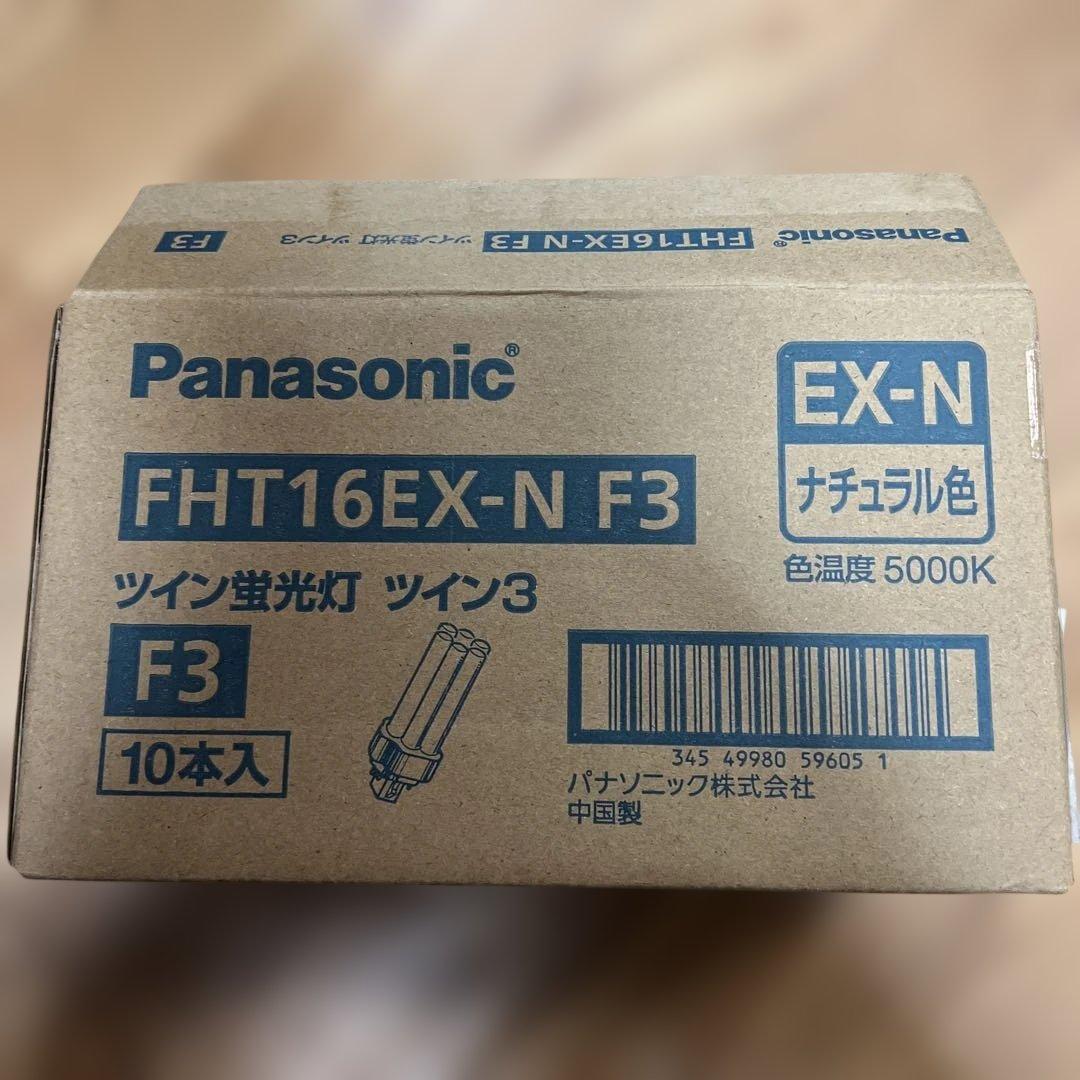 Panasonic®
FHT16EX-N F3
ツイン蛍光灯 ツイン3
F3
Panasonic®
EX-N
ナチュラル色
色温度 5000K
FHT16EX-N F3
ツイン蛍光灯 ツイン3
F3
10本入
345 49980 59605 1
パナソニック株式会社
中国製